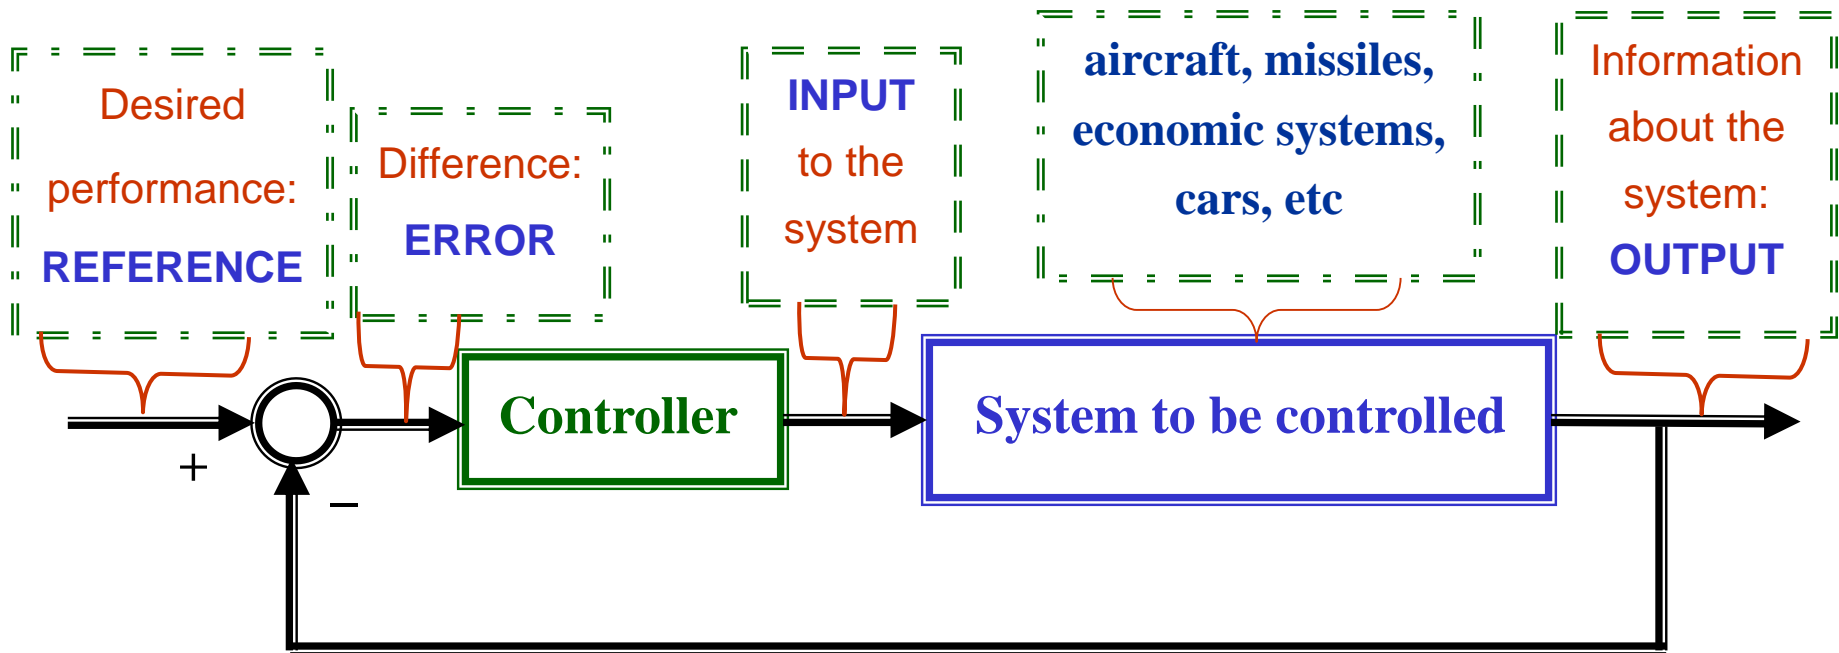 Desired
performance:
REFERENCE
Difference:
ERROR
INPUT
to the
system
aircraft, missiles,
economic systems,
cars, etc
Information
about the
system:
OUTPUT
Controller
System to be controlled
+
−